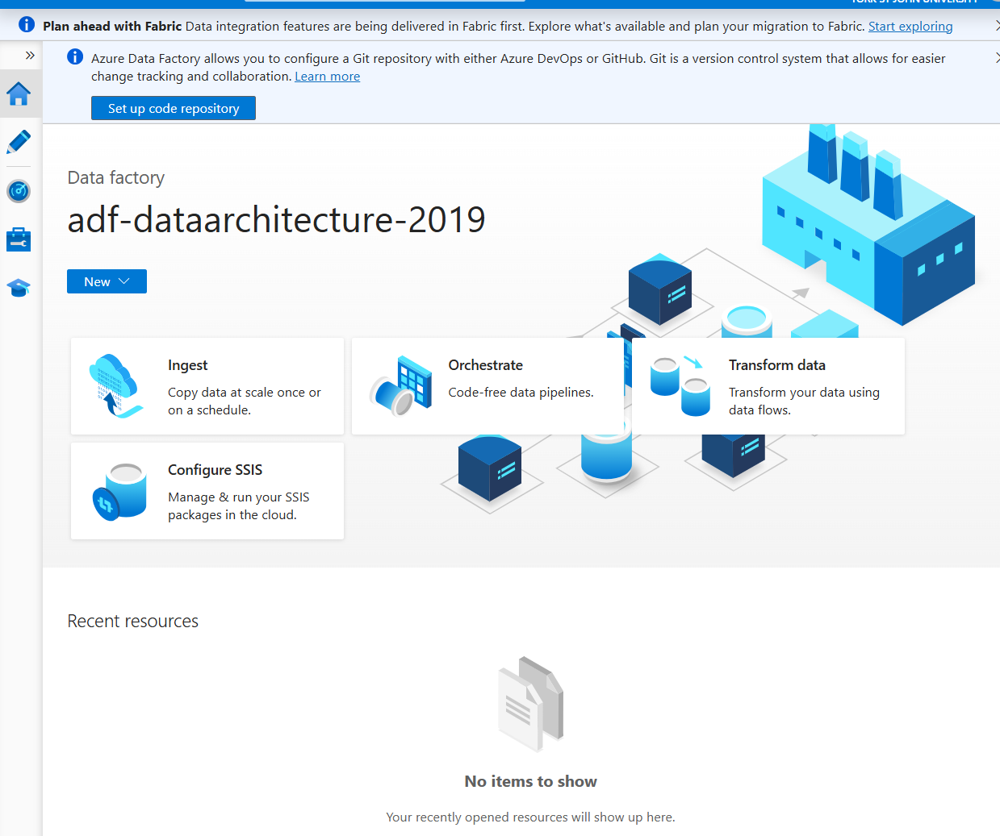 YORK ST JOHN UNIVERSITY
Plan ahead with Fabric Data integration features are being delivered in Fabric first. Explore what's available and plan your migration to Fabric. Start exploring
Azure Data Factory allows you to configure a Git repository with either Azure DevOps or GitHub. Git is a version control system that allows for easier
change tracking and collaboration. Learn more
Set up code repository
Data factory
adf-dataarchitecture-2019
New
Ingest
Copy data at scale once or
on a schedule.
Orchestrate
Code-free data pipelines.
Transform data
Transform your data using
data flows.
Configure SSIS
Manage & run your SSIS
packages in the cloud.
Recent resources
No items to show
Your recently opened resources will show up here.